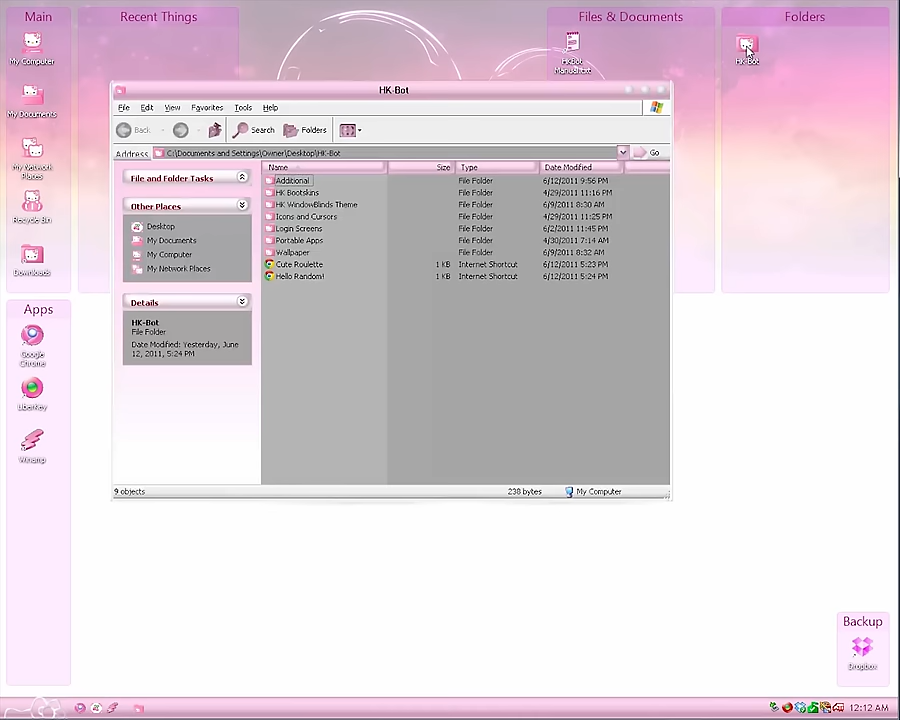 Main
Recent Things
Files & Documents
Folders
My Computer
My Documents
My Network
Places
Recycle Bin
Downloads
HKBot
Manual.txt
HK-Bot
HK-Bot
File Edit View Favorites Tools Help
Back Search Folders
Address C:\Documents and Settings\Owner\Desktop\HK-Bot Go
File and Folder Tasks
Other Places
Desktop
My Documents
My Computer
My Network Places
Details
HK-Bot
File Folder
Date Modified: Yesterday, June
12, 2011, 5:24 PM
Name Size Type Date Modified
Additional File Folder 6/12/2011 9:56 PM
HK Bootskins File Folder 4/29/2011 11:16 PM
HK WindowBlinds Theme File Folder 6/9/2011 8:30 AM
Icons and Cursors File Folder 4/29/2011 11:25 PM
Login Screens File Folder 6/2/2011 11:45 PM
Portable Apps File Folder 4/30/2011 7:14 AM
Wallpaper File Folder 6/9/2011 8:32 AM
Cute Roulette 1 KB Internet Shortcut 6/12/2011 5:23 PM
Hello Random! 1 KB Internet Shortcut 6/12/2011 5:24 PM
9 objects 238 bytes My Computer
Apps
Google
Chrome
LiberKey
Winamp
Backup
Dropbox
12:12 AM